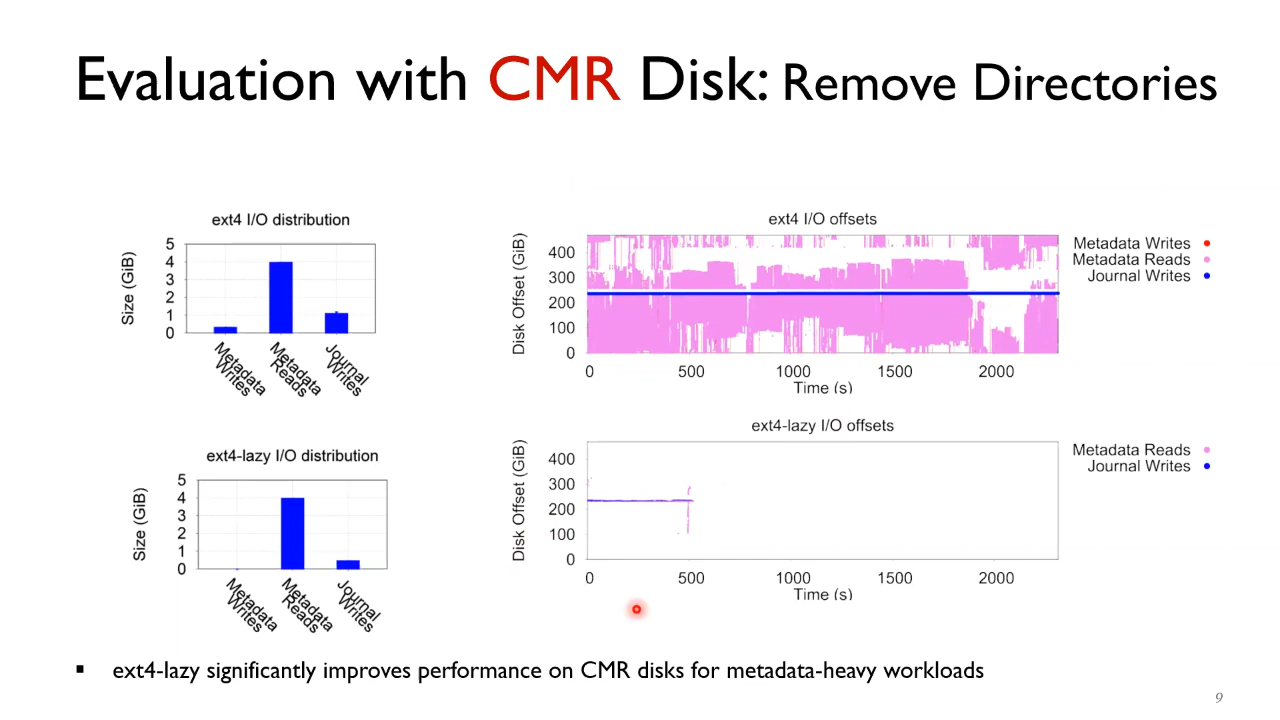 Evaluation with CMR Disk: Remove Directories
ext4 I/O distribution
Size (GiB)
5
4
3
2
1
0
Metadata Writes
Metadata Reads
Journal Writes
ext4 I/O offsets
Disk Offset (GiB)
400
300
200
100
0
0 500 1000 1500 2000
Time (s)
Metadata Writes
Metadata Reads
Journal Writes
ext4-lazy I/O distribution
Size (GiB)
5
4
3
2
1
0
Metadata Writes
Metadata Reads
Journal Writes
ext4-lazy I/O offsets
Disk Offset (GiB)
400
300
200
100
0
0 500 1000 1500 2000
Time (s)
Metadata Reads
Journal Writes
▪ ext4-lazy significantly improves performance on CMR disks for metadata-heavy workloads
9